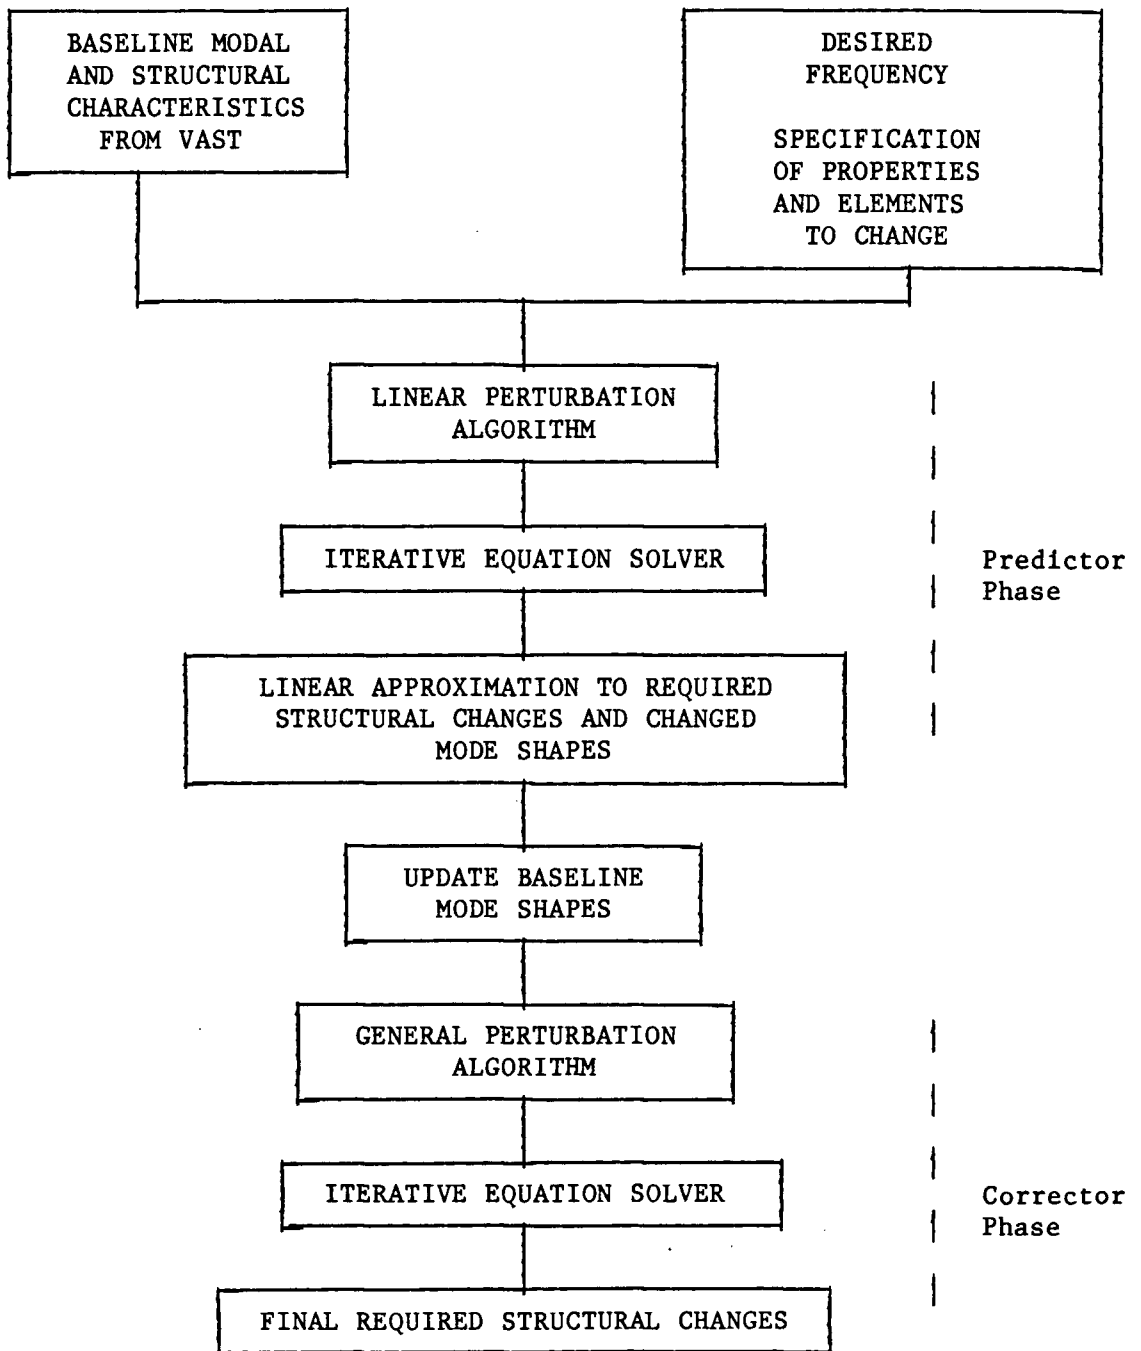 BASELINE MODAL
AND STRUCTURAL
CHARACTERISTICS
FROM VAST
DESIRED
FREQUENCY
SPECIFICATION
OF PROPERTIES
AND ELEMENTS
TO CHANGE
LINEAR PERTURBATION
ALGORITHM
ITERATIVE EQUATION SOLVER
Predictor
Phase
LINEAR APPROXIMATION TO REQUIRED
STRUCTURAL CHANGES AND CHANGED
MODE SHAPES
UPDATE BASELINE
MODE SHAPES
GENERAL PERTURBATION
ALGORITHM
ITERATIVE EQUATION SOLVER
Corrector
Phase
FINAL REQUIRED STRUCTURAL CHANGES